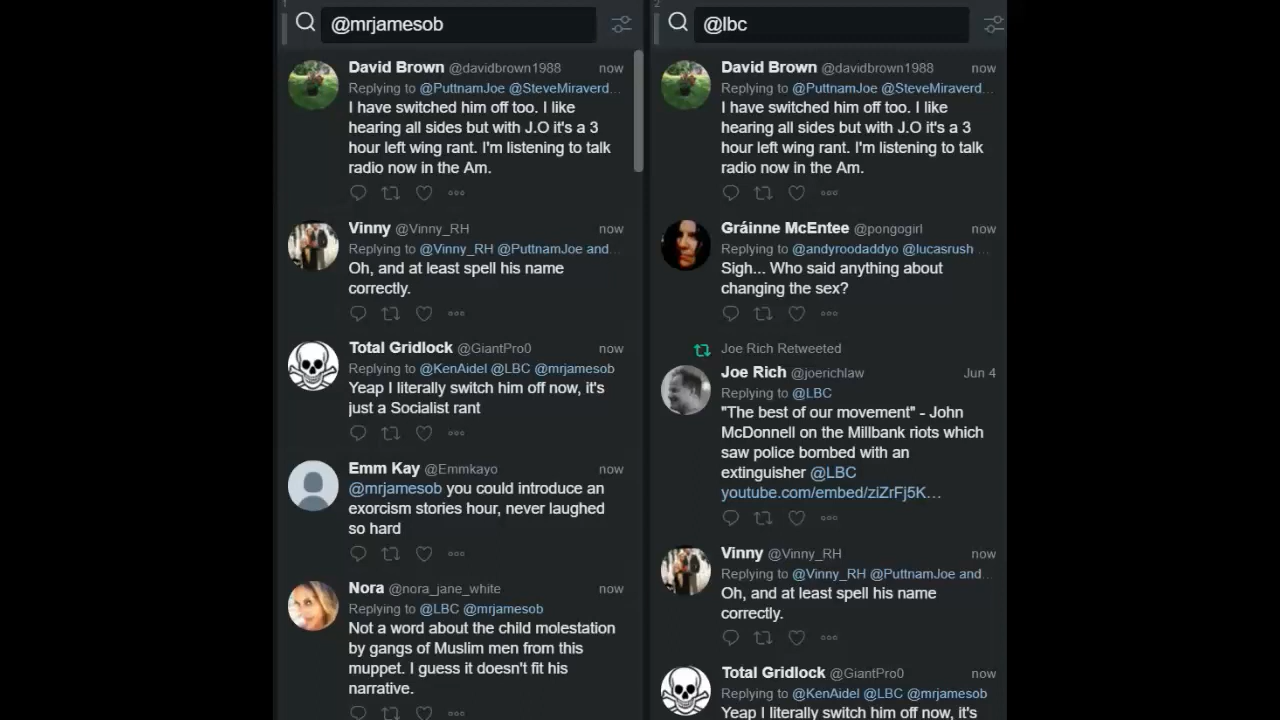 1
@mrjamesob
David Brown @davidbrown1988 now
Replying to @PuttnamJoe @SteveMiraverd...
I have switched him off too. I like
hearing all sides but with J.O it's a 3
hour left wing rant. I'm listening to talk
radio now in the Am.
Vinny @Vinny_RH now
Replying to @Vinny_RH @PuttnamJoe and...
Oh, and at least spell his name
correctly.
Total Gridlock @GiantPro0 now
Replying to @KenAidel @LBC @mrjamesob
Yeap I literally switch him off now, it's
just a Socialist rant
Emm Kay @Emmkayo now
@mrjamesob you could introduce an
exorcism stories hour, never laughed
so hard
Nora @nora_jane_white now
Replying to @LBC @mrjamesob
Not a word about the child molestation
by gangs of Muslim men from this
muppet. I guess it doesn't fit his
narrative.
2
@lbc
David Brown @davidbrown1988 now
Replying to @PuttnamJoe @SteveMiraverd...
I have switched him off too. I like
hearing all sides but with J.O it's a 3
hour left wing rant. I'm listening to talk
radio now in the Am.
Gráinne McEntee @pongogirl now
Replying to @andyroodaddyo @lucasrush ...
Sigh... Who said anything about
changing the sex?
Joe Rich Retweeted
Joe Rich @joerichlaw Jun 4
Replying to @LBC
"The best of our movement" - John
McDonnell on the Millbank riots which
saw police bombed with an
extinguisher @LBC
youtube.com/embed/ziZrFj5K...
Vinny @Vinny_RH now
Replying to @Vinny_RH @PuttnamJoe and...
Oh, and at least spell his name
correctly.
Total Gridlock @GiantPro0 now
Replying to @KenAidel @LBC @mrjamesob
Yeap I literally switch him off now, it's